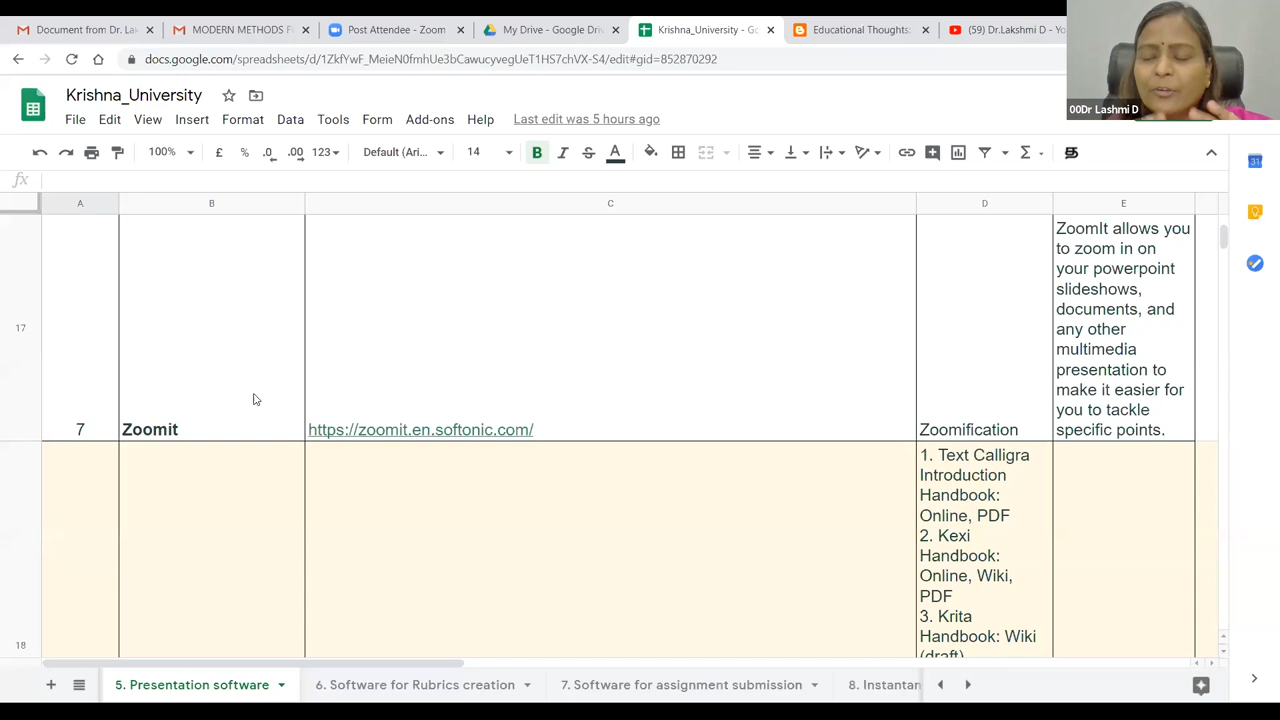 Document from Dr. Lak
MODERN METHODS F
Post Attendee - Zoom
My Drive - Google Driv
Krishna_University - Go
Educational Thoughts:
(59) Dr.Lakshmi D - Yo
docs.google.com/spreadsheets/d/1ZkfYwF_MeieN0fmhUe3bCawucyvegUeT1HS7chVX-S4/edit#gid=852870292
00Dr Lashmi D
Krishna_University
File Edit View Insert Format Data Tools Form Add-ons Help Last edit was 5 hours ago
100% £ % .0 .00 123 Default (Ari... 14 B I S A
fx
A B C D E
17
7
Zoomit
https://zoomit.en.softonic.com/
Zoomification
ZoomIt allows you
to zoom in on
your powerpoint
slideshows,
documents, and
any other
multimedia
presentation to
make it easier for
you to tackle
specific points.
18
1. Text Calligra
Introduction
Handbook:
Online, PDF
2. Kexi
Handbook:
Online, Wiki,
PDF
3. Krita
Handbook: Wiki
(draft)
5. Presentation software
6. Software for Rubrics creation
7. Software for assignment submission
8. Instantan